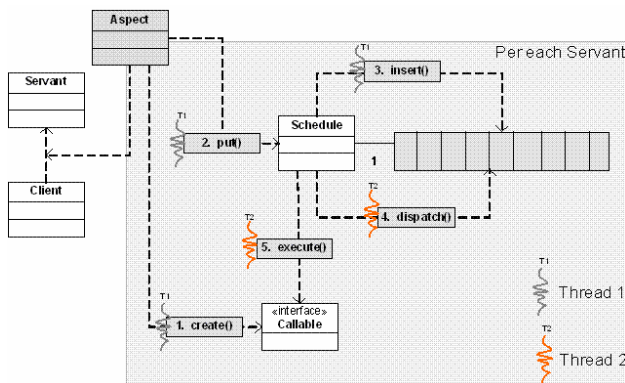 Aspect
Per each Servant
T1
3. insert()
Servant
T1
Schedule
2. put()
1
T2
Client
4. dispatch()
T2
5. execute()
T1
Thread 1
T1
«interface»
Callable
1. create()
T2
Thread 2